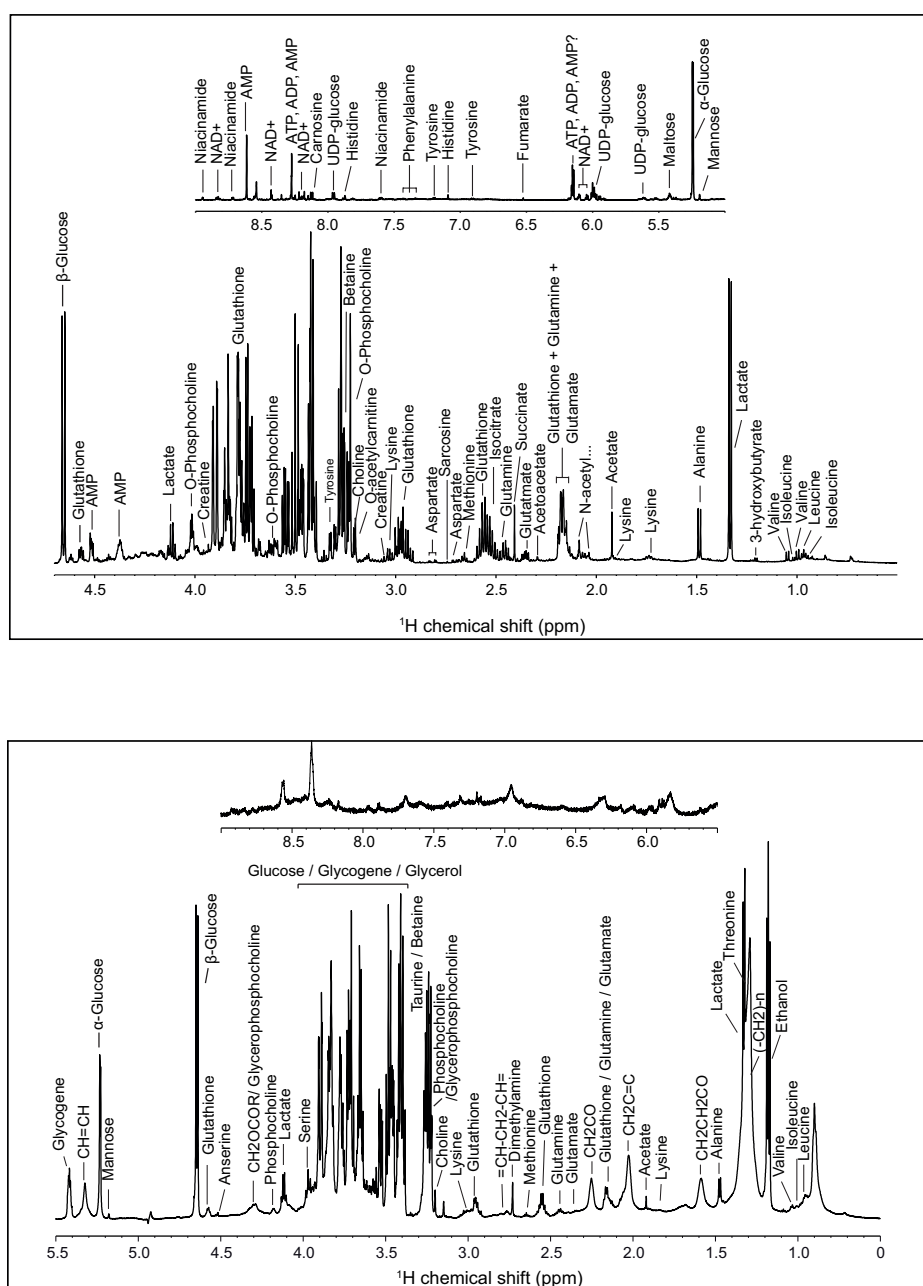 Niacinamide
NAD+
Niacinamide
AMP
NAD+
ATP, ADP, AMP
NAD+
Carnosine
UDP-glucose
Histidine
Niacinamide
Phenylalanine
Tyrosine
Histidine
Tyrosine
Fumarate
ATP, ADP, AMP?
NAD+
UDP-glucose
UDP-glucose
Maltose
α-Glucose
Mannose
8.5 8.0 7.5 7.0 6.5 6.0 5.5
β-Glucose
Glutathione
AMP
AMP
Lactate
O-Phosphocholine
Creatine
Glutathione
O-Phosphocholine
Tyrosine
Betaine
O-Phosphocholine
Choline
O-acetylcarnitine
Creatine
Lysine
Glutathione
Aspartate
Sarcosine
Aspartate
Methionine
Glutathione
Isocitrate
Glutamine
Succinate
Glutatmate
Acetoacetate
Glutathione + Glutamine +
Glutamate
N-acetyl...
Acetate
Lysine
Lysine
Alanine
Lactate
3-hydroxybutyrate
Valine
Isoleucine
Valine
Leucine
Isoleucine
4.5 4.0 3.5 3.0 2.5 2.0 1.5 1.0
¹H chemical shift (ppm)
8.5 8.0 7.5 7.0 6.5 6.0
Glucose / Glycogene / Glycerol
Glycogene
CH=CH
α-Glucose
Mannose
β-Glucose
Glutathione
Anserine
CH2OCOR/ Glycerophosphocholine
Phosphocholine
Lactate
Serine
Taurine / Betaine
Phosphocholine
/Glycerophosphocholine
Choline
Lysine
Glutathione
=CH-CH2-CH=
Dimethylamine
Methionine
Glutathione
Glutamine
Glutamate
CH2CO
Glutathione / Glutamine / Glutamate
CH2C=C
Acetate
Lysine
CH2CH2CO
Alanine
Lactate
Threonine
(-CH2)-n
Ethanol
Valine
Isoleucine
Leucine
5.5 5.0 4.5 4.0 3.5 3.0 2.5 2.0 1.5 1.0 0
¹H chemical shift (ppm)